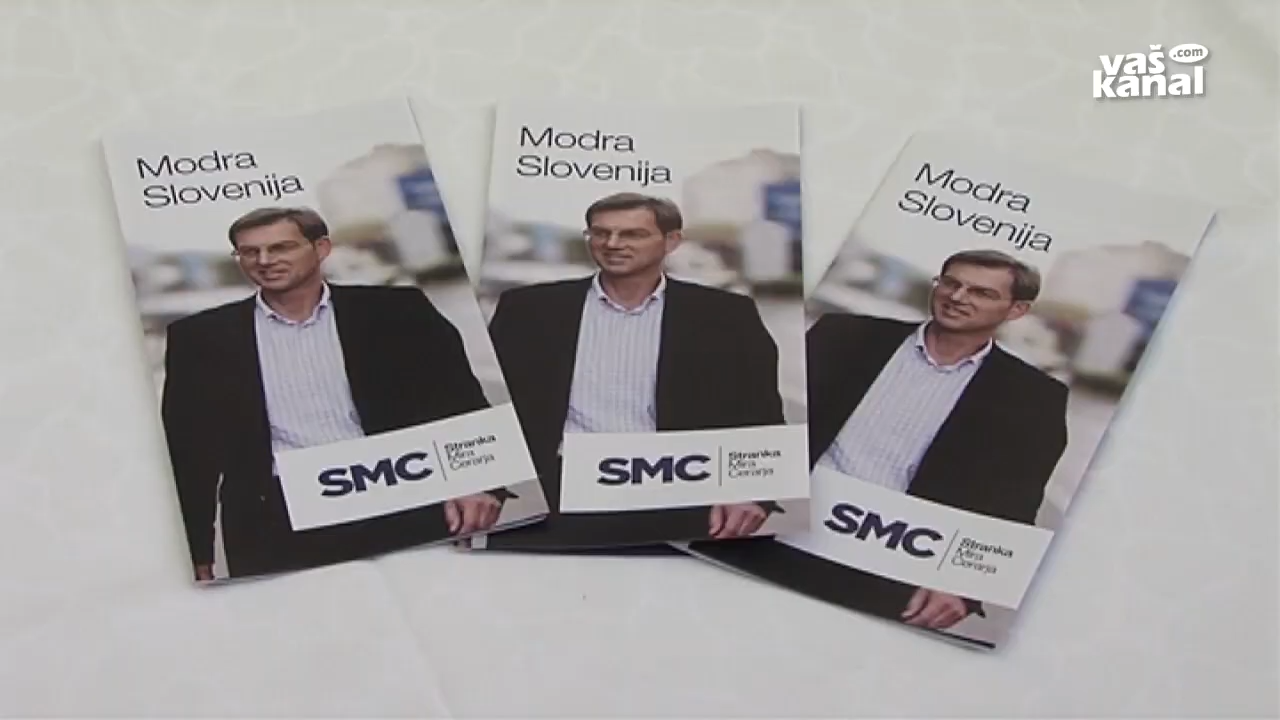 vaš .com
kanal
Modra
Slovenija
SMC
Stranka
Mira
Cerarja
Modra
Slovenija
SMC
Stranka
Mira
Cerarja
Modra
Slovenija
SMC
Stranka
Mira
Cerarja